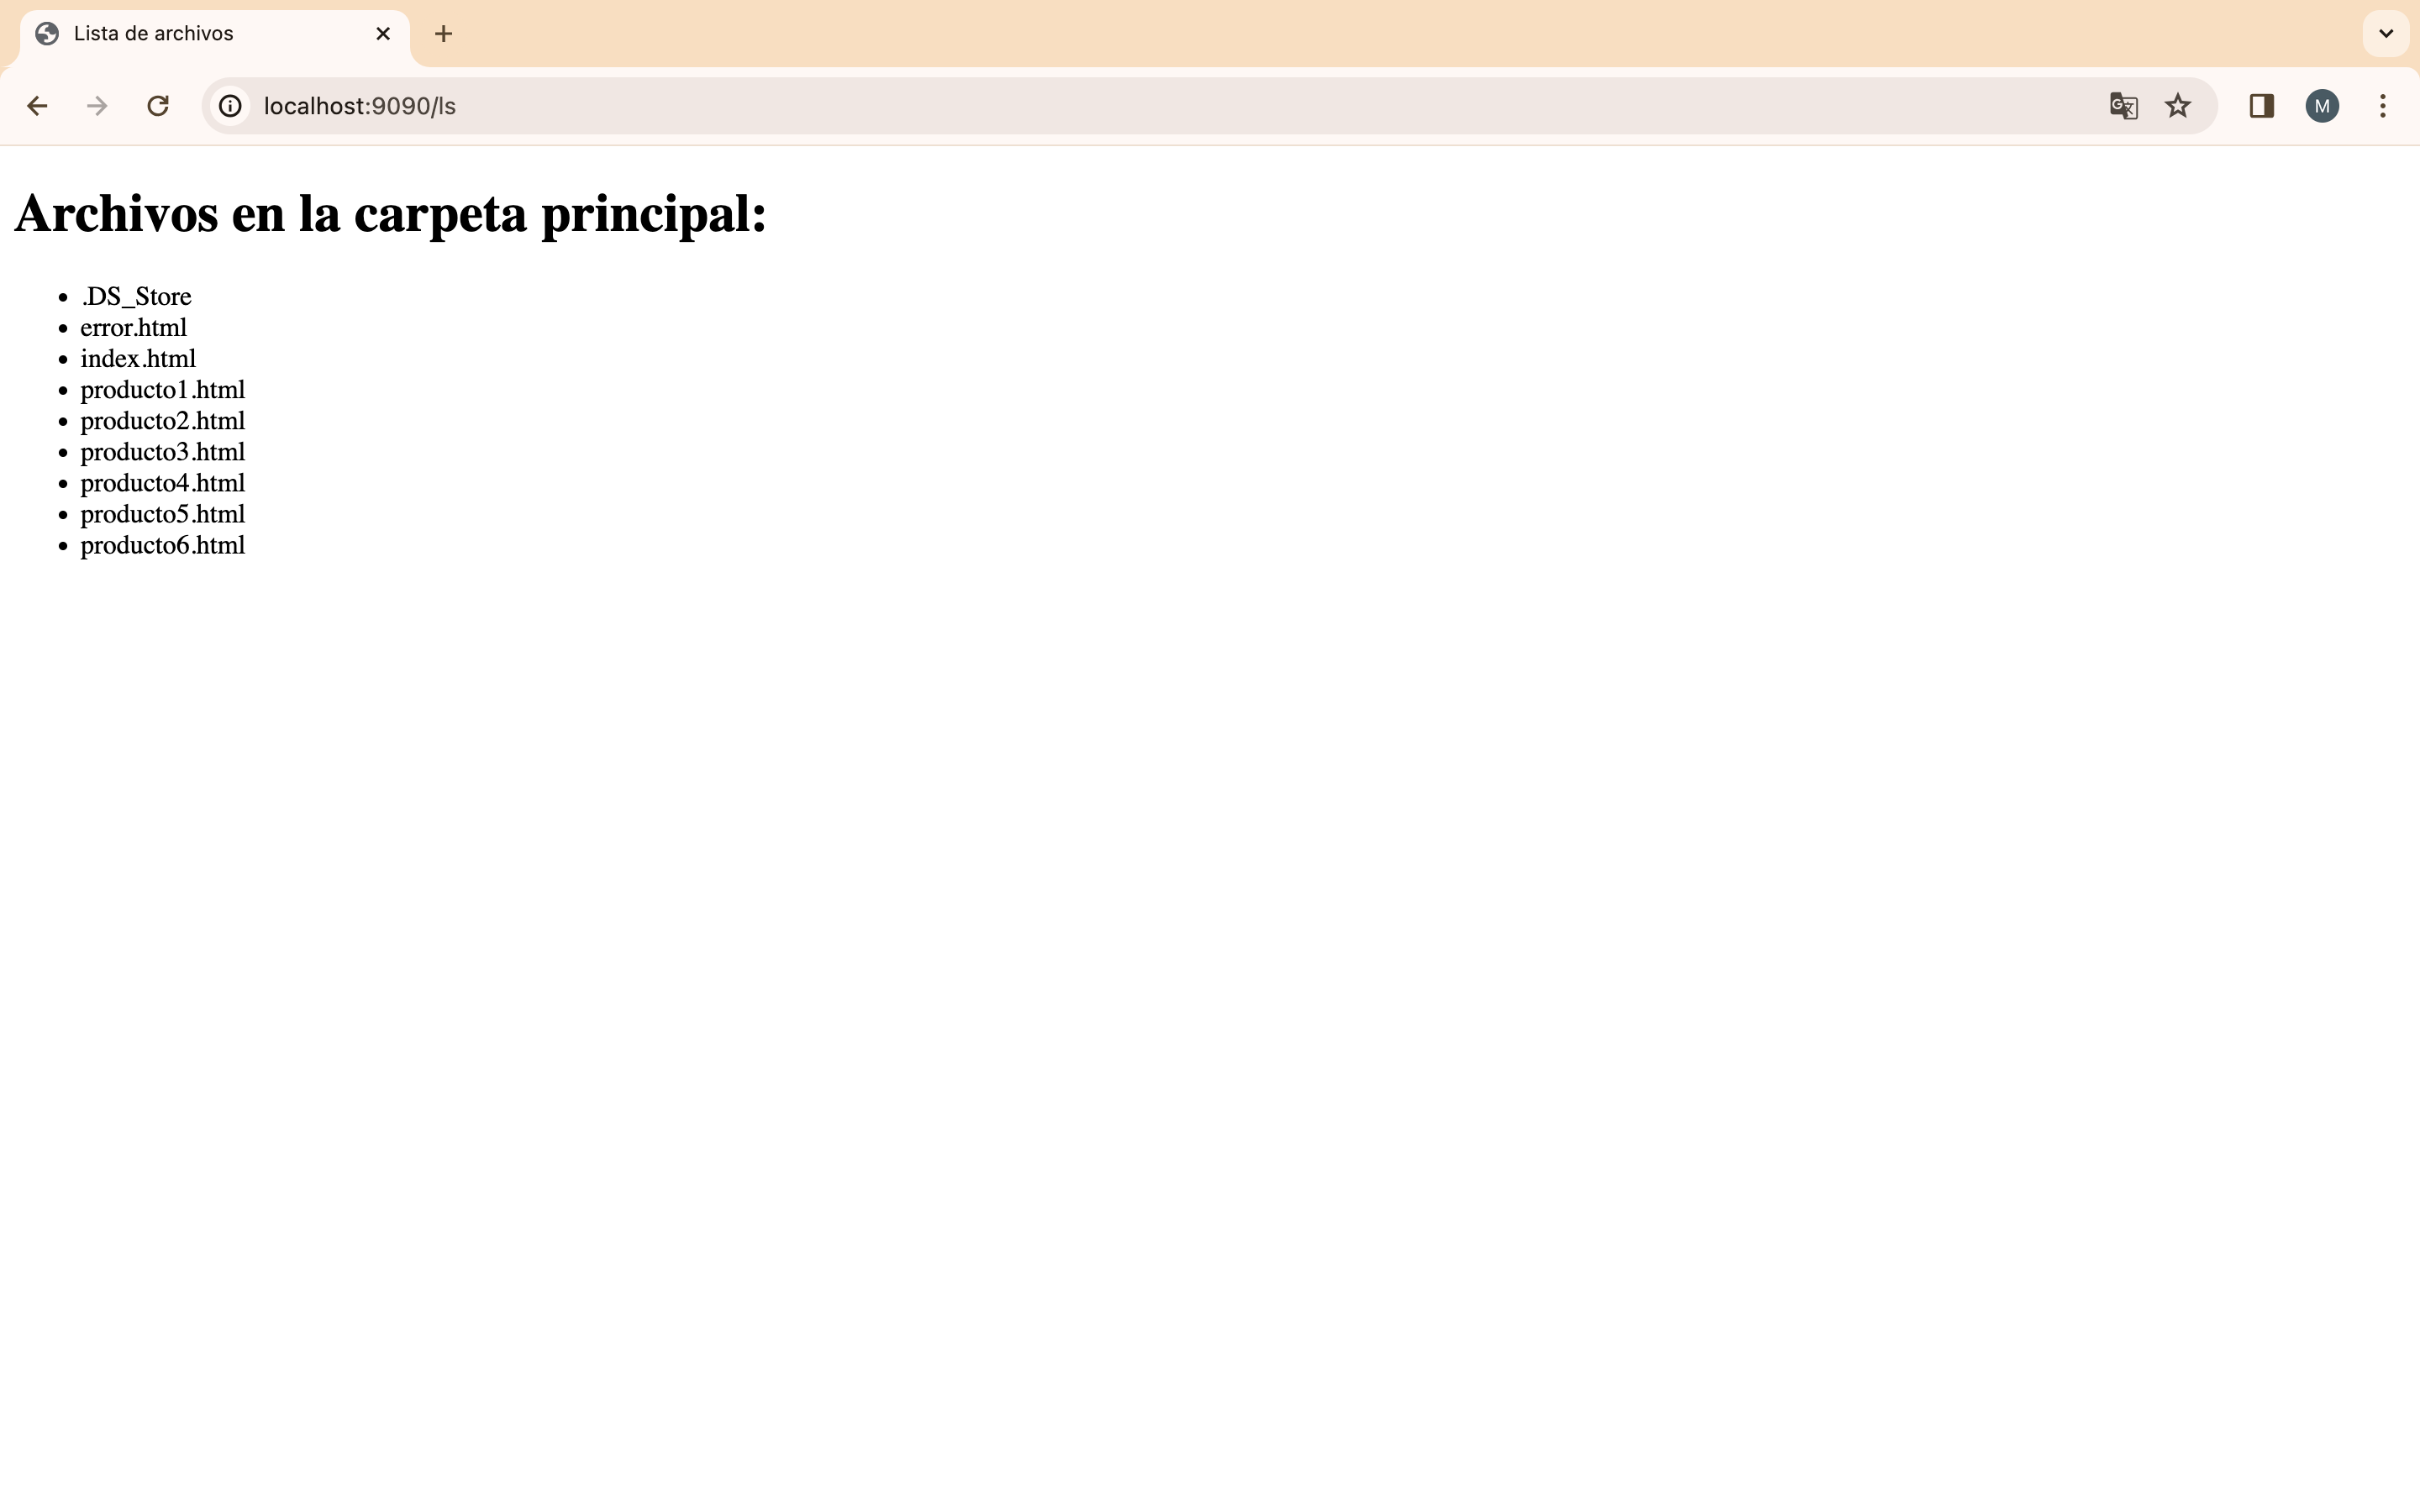 Lista de archivos
localhost:9090/ls
M
Archivos en la carpeta principal:
.DS_Store
error.html
index.html
producto1.html
producto2.html
producto3.html
producto4.html
producto5.html
producto6.html